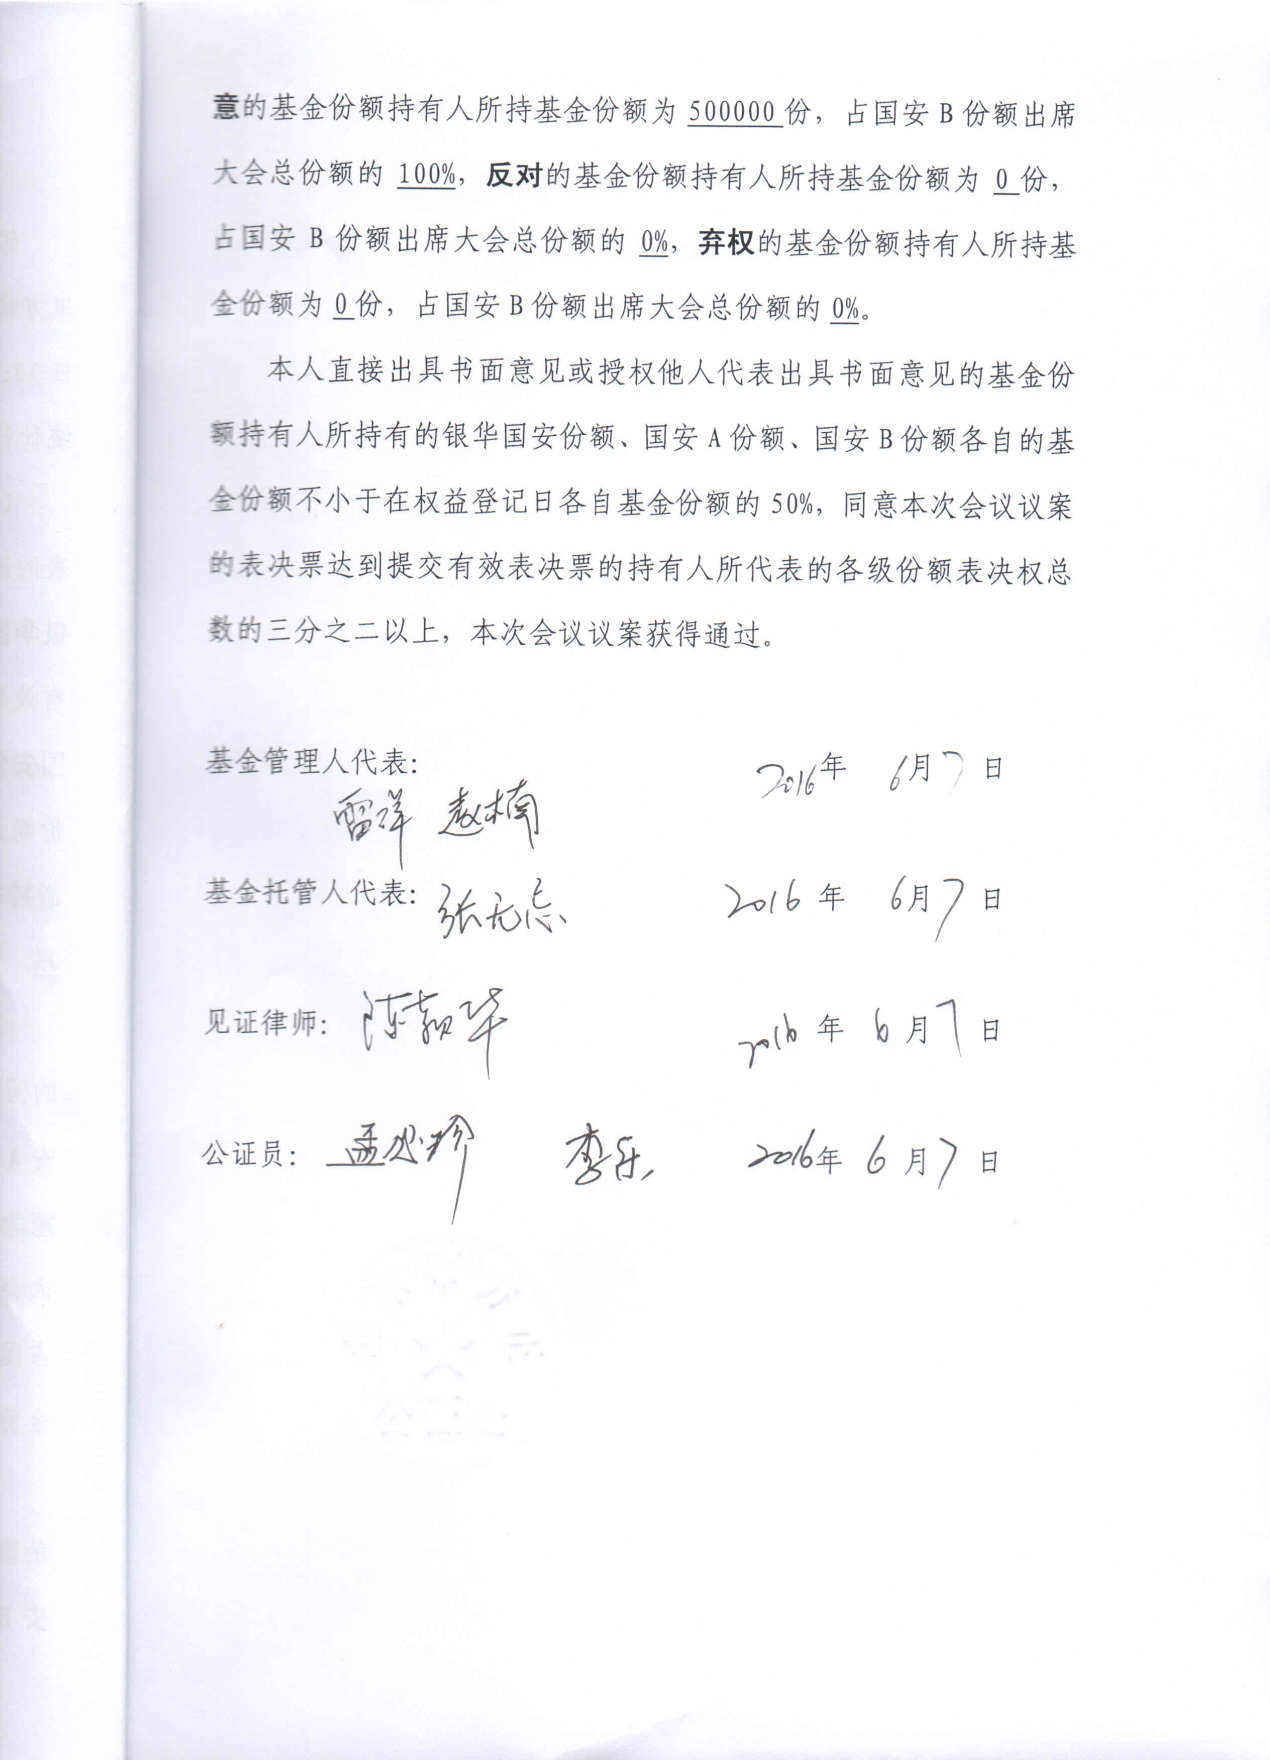 意的基金份额持有人所持基金份额为 500000 份，占国安 B 份额出席
大会总份额的 100%，反对的基金份额持有人所持基金份额为 0 份，
占国安 B 份额出席大会总份额的 0%，弃权的基金份额持有人所持基
金份额为 0 份，占国安 B 份额出席大会总份额的 0%。
本人直接出具书面意见或授权他人代表出具书面意见的基金份
额持有人所持有的银华国安份额、国安 A 份额、国安 B 份额各自的基
金份额不小于在权益登记日各自基金份额的 50%，同意本次会议议案
的表决票达到提交有效表决票的持有人所代表的各级份额表决权总
数的三分之二以上，本次会议议案获得通过。
基金管理人代表： 2016 年 6 月 7 日
雷祥 赵楠
基金托管人代表：张无忌 2016 年 6 月 7 日
见证律师：陈颖华 2016 年 6 月 7 日
公证员：孟 珍 李乐 2016 年 6 月 7 日